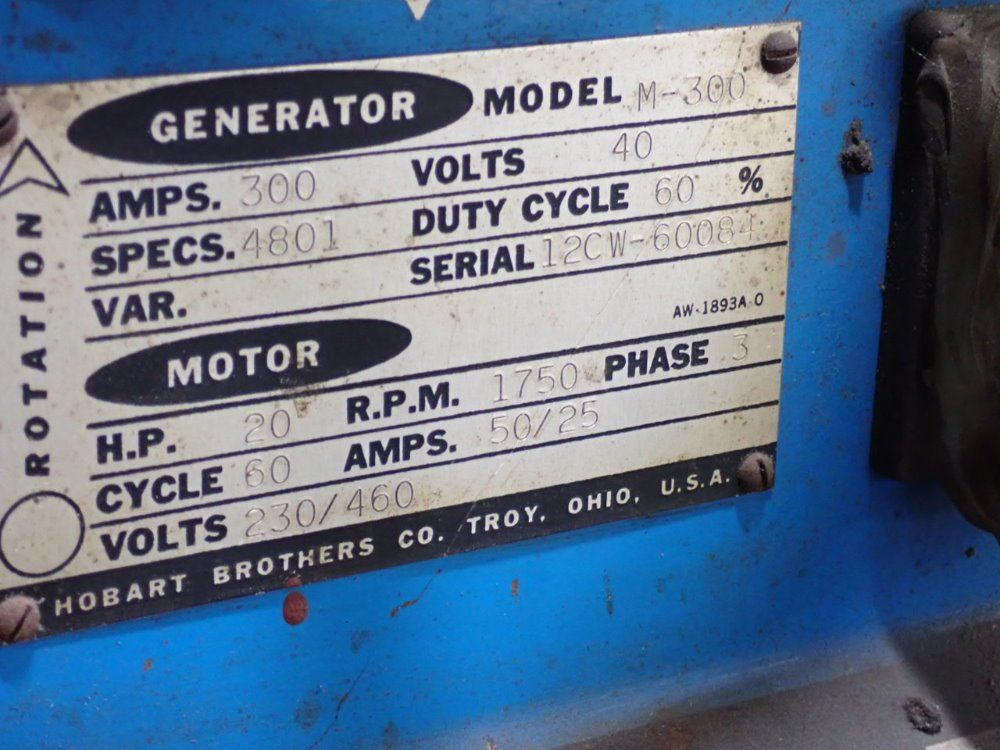 GENERATOR MODEL M-300
AMPS. 300 VOLTS 40
SPECS. 4801 DUTY CYCLE 60 %
VAR. SERIAL 12CW-60084
AW-1893A-0
MOTOR
H.P. 20 R.P.M. 1750 PHASE 3
CYCLE 60 AMPS. 50/25
VOLTS 230/460
HOBART BROTHERS CO. TROY, OHIO, U.S.A.
ROTATION